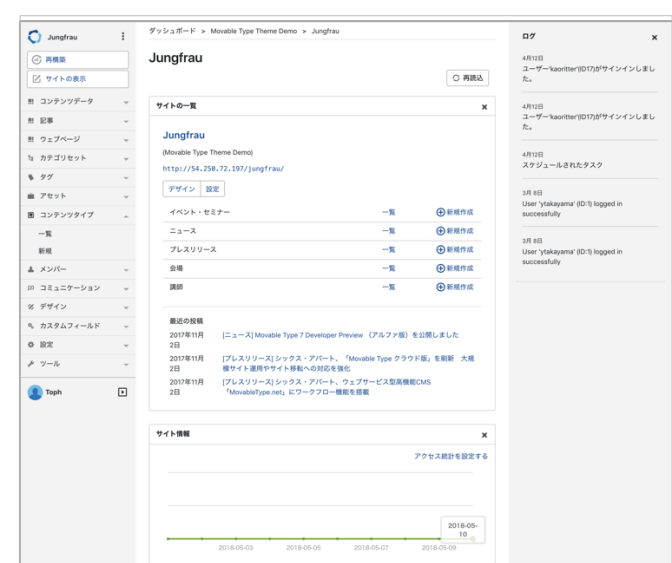 Jungfrau
再構築
サイトの表示
コンテンツデータ
記事
ウェブページ
カテゴリセット
タグ
アセット
コンテンツタイプ
一覧
新規
メンバー
コミュニケーション
デザイン
カスタムフィールド
設定
ツール
Toph
ダッシュボード > Movable Type Theme Demo > Jungfrau
Jungfrau
再読込
サイトの一覧
Jungfrau
(Movable Type Theme Demo)
http://54.250.72.197/jungfrau/
デザイン 設定
イベント・セミナー 一覧 新規作成
ニュース 一覧 新規作成
プレスリリース 一覧 新規作成
会場 一覧 新規作成
講師 一覧 新規作成
最近の投稿
2017年11月 [ニュース] Movable Type 7 Developer Preview （アルファ版）を公開しました
2日
2017年11月 [プレスリリース] シックス・アパート、「Movable Type クラウド版」を刷新　大規
2日 模サイト運用やサイト移転への対応を強化
2017年11月 [プレスリリース] シックス・アパート、ウェブサービス型高機能CMS
2日 「MovableType.net」にワークフロー機能を搭載
サイト情報
アクセス統計を設定する
2018-05-
10
2018-05-03 2018-05-05 2018-05-07 2018-05-09
ログ
4月12日
ユーザー'kaoritter'(ID17)がサインインしまし
た。
4月12日
ユーザー'kaoritter'(ID17)がサインインしまし
た。
4月12日
スケジュールされたタスク
3月 8日
User 'ytakayama' (ID:1) logged in
successfully
3月 8日
User 'ytakayama' (ID:1) logged in
successfully